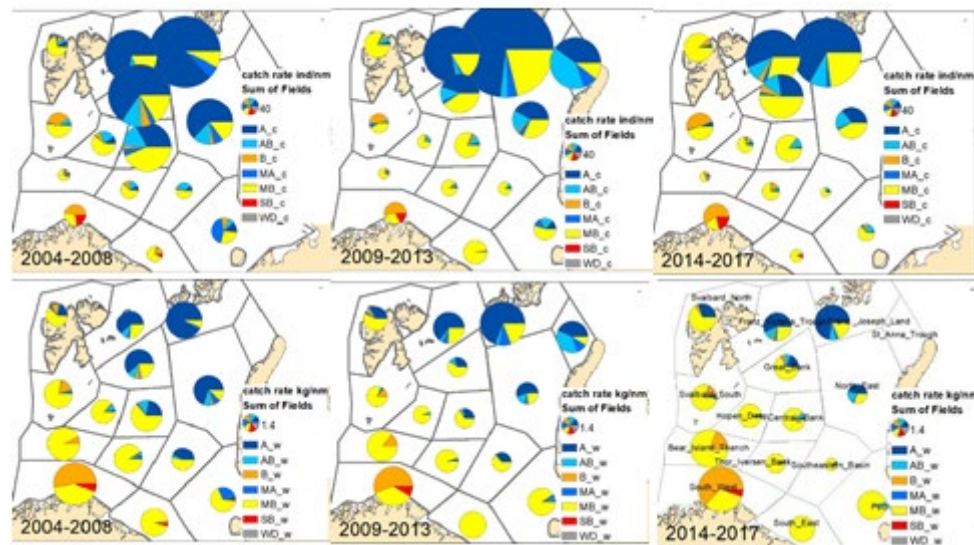 catch rate ind/nm
Sum of Fields
40
A_c
AB_c
B_c
MA_c
MB_c
SB_c
WD_c
2004-2008
catch rate ind/nm
Sum of Fields
40
A_c
AB_c
B_c
MA_c
MB_c
SB_c
WD_c
2009-2013
catch rate ind/nm
Sum of Fields
40
A_c
AB_c
B_c
MA_c
MB_c
SB_c
WD_c
2014-2017
catch rate kg/nm
Sum of Fields
1.4
A_w
AB_w
B_w
MA_w
MB_w
SB_w
WD_w
2004-2008
catch rate kg/nm
Sum of Fields
1.4
A_w
AB_w
B_w
MA_w
MB_w
SB_w
WD_w
2009-2013
Svalbard_North
Joseph_Land
St_Anna_Trough
Great_Bank
North_East
Svalbard_South
Central_Bank
Bear_Island_Trench
Thor_Iversen_Bank
Southeastern_Basin
South_West
South_East
catch rate kg/nm
Sum of Fields
1.4
A_w
AB_w
B_w
MA_w
MB_w
SB_w
WD_w
2014-2017